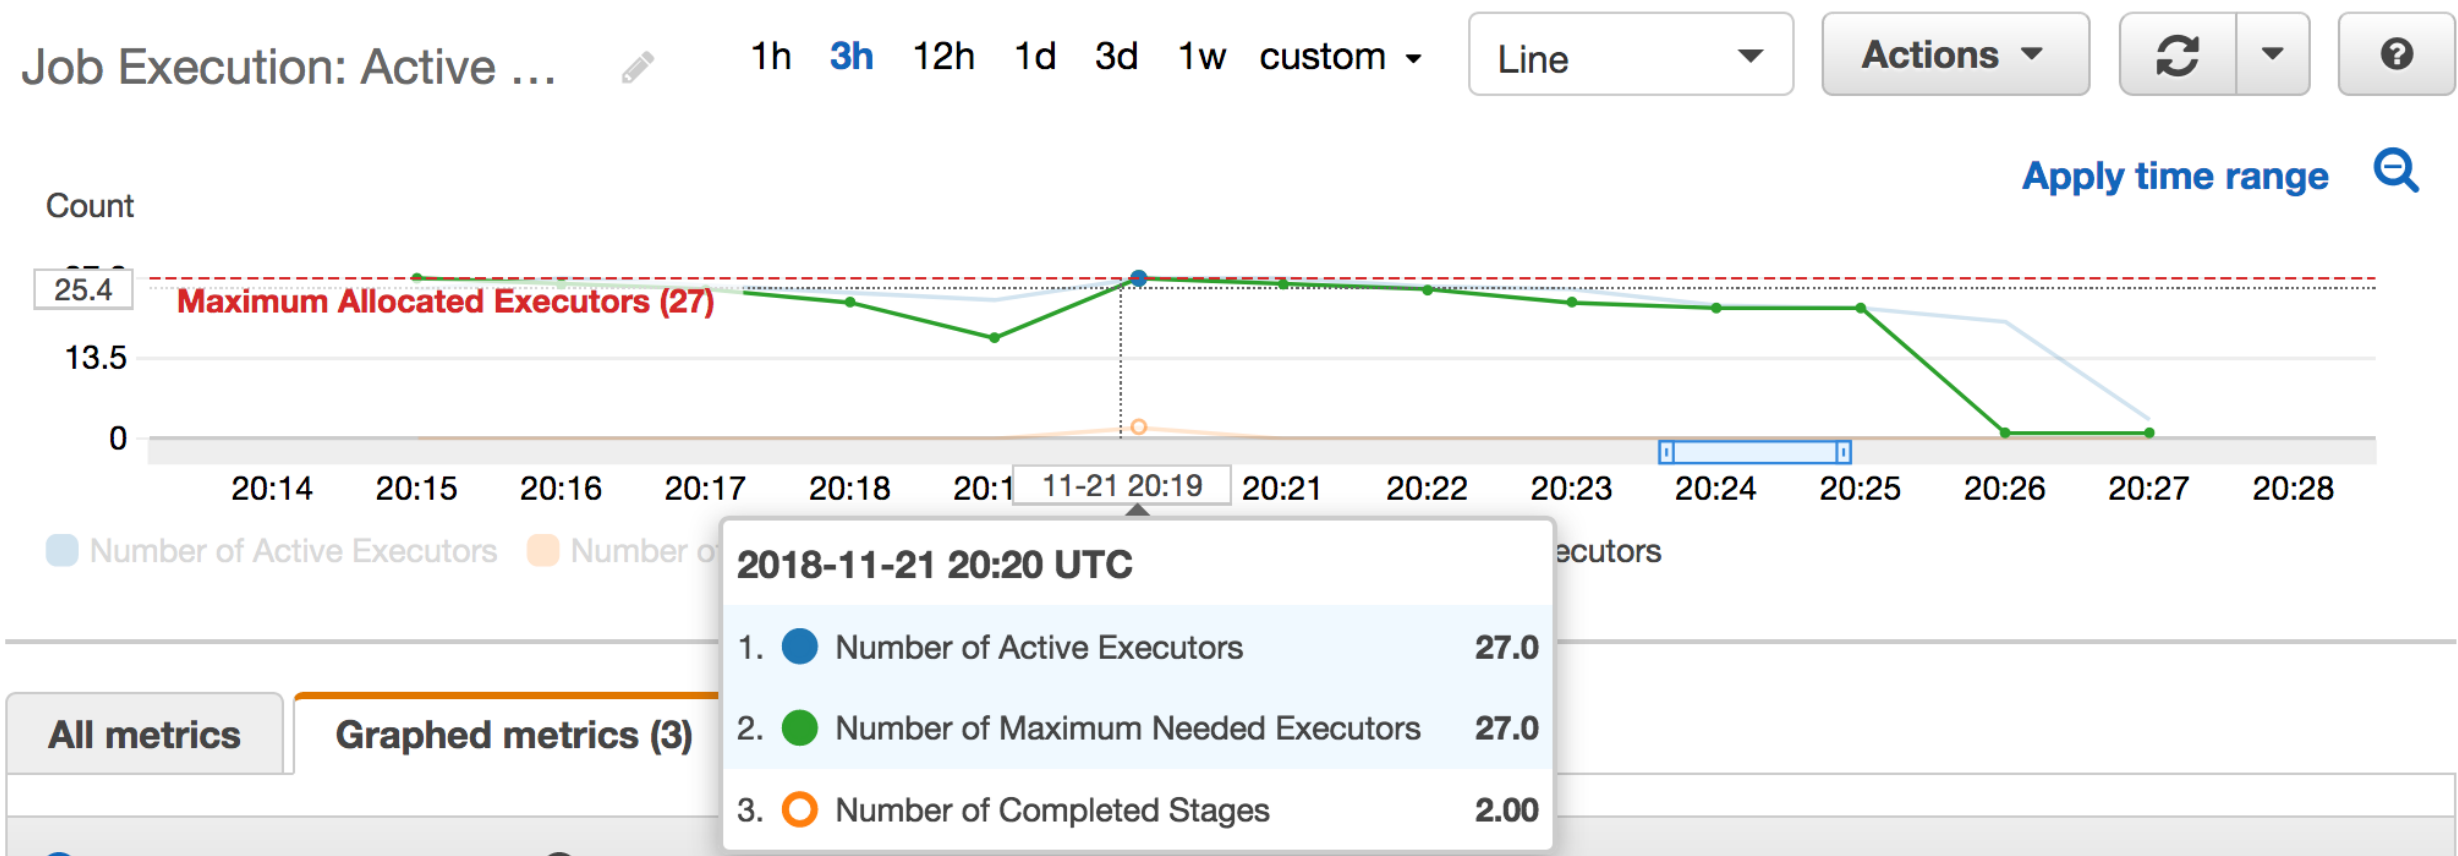 Job Execution: Active ...
1h 3h 12h 1d 3d 1w custom
Line
Actions
Apply time range
Count
25.4
Maximum Allocated Executors (27)
13.5
0
20:14 20:15 20:16 20:17 20:18 20:1 11-21 20:19 20:21 20:22 20:23 20:24 20:25 20:26 20:27 20:28
Number of Active Executors Number o ecutors
2018-11-21 20:20 UTC
1. Number of Active Executors 27.0
2. Number of Maximum Needed Executors 27.0
3. Number of Completed Stages 2.00
All metrics
Graphed metrics (3)